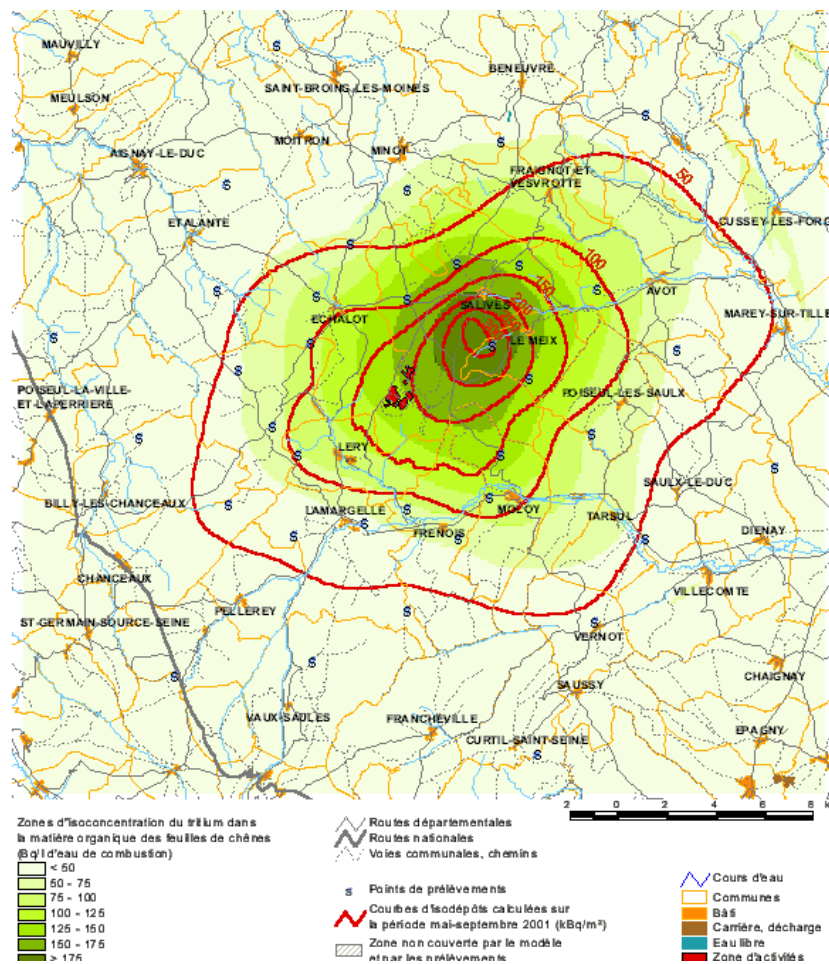 MAUVILLY
SAINT-BROING-LES-MOINES
BENEUVRE
MEULSON
MOITRON
MINOT
AIGNAY-LE-DUC
FRAIGNOT ET
VESVROTTE
50
CUSSEY-LES-FORG
ETALANTE
100
150
AVOT
SALIVES
200
ECHALOT
MAREY-SUR-TILLE
LE MEIX
POISEUL-LA-VILLE-
ET-LAPERRIERE
POISEUL-LES-SAULX
LERY
SAULX-LE-DUC
BILLY-LES-CHANCEAUX
LAMARGELLE
MOLOY
TARSUL
FRENOIS
DIENAY
CHANCEAUX
VILLECOMTE
PELLEREY
ST-GERMAIN-SOURCE-SEINE
VERNOT
CHAIGNAY
SAUSSY
VAUX-SAULES
FRANCHEVILLE
CURTIL-SAINT-SEINE
EPAGNY
2 0 2 4 6 8 k
Zones d"isoconcentration du tritium dans
la matière organique des feuilles de chênes
(Bq/l d'eau de combustion)
< 50
50 - 75
75 - 100
100 - 125
125 - 150
150 - 175
> 175
Routes départementales
Routes nationales
Voies communales, chemins
S Points de prélèvements
Courbes d'isodépôts calculées sur
la période mai-septembre 2001 (kBq/m²)
Zone non couverte par le modèle
et par les prélèvements
Cours d'eau
Communes
Bâti
Carrière, décharge
Eau libre
Zone d'activités